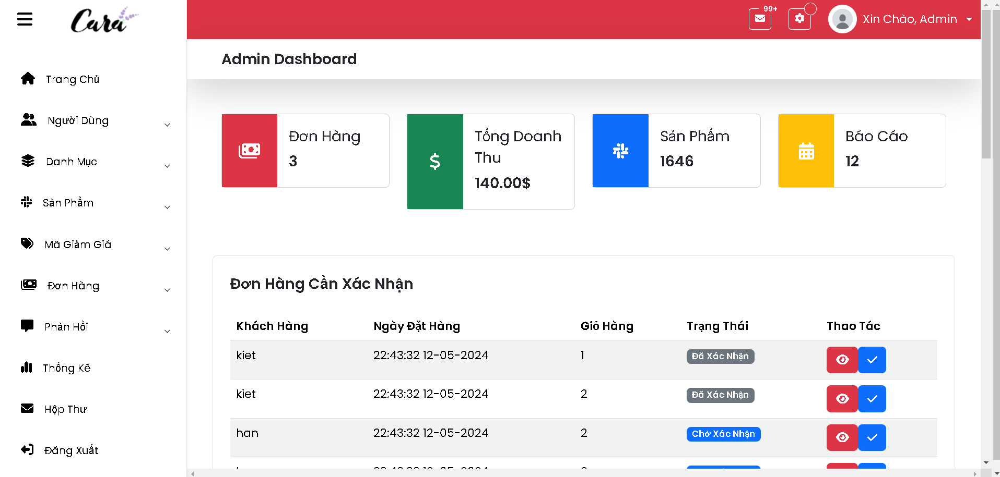 Cara
99+
Xin Chào, Admin
Admin Dashboard
Trang Chủ
Người Dùng
Danh Mục
Sản Phẩm
Mã Giảm Giá
Đơn Hàng
Phản Hồi
Thống Kê
Hộp Thư
Đăng Xuất
Đơn Hàng
3
Tổng Doanh
Thu
140.00$
Sản Phẩm
1646
Báo Cáo
12
Đơn Hàng Cần Xác Nhận
Khách Hàng Ngày Đặt Hàng Giỏ Hàng Trạng Thái Thao Tác
kiet 22:43:32 12-05-2024 1 Đã Xác Nhận
kiet 22:43:32 12-05-2024 2 Đã Xác Nhận
han 22:43:32 12-05-2024 2 Chờ Xác Nhận